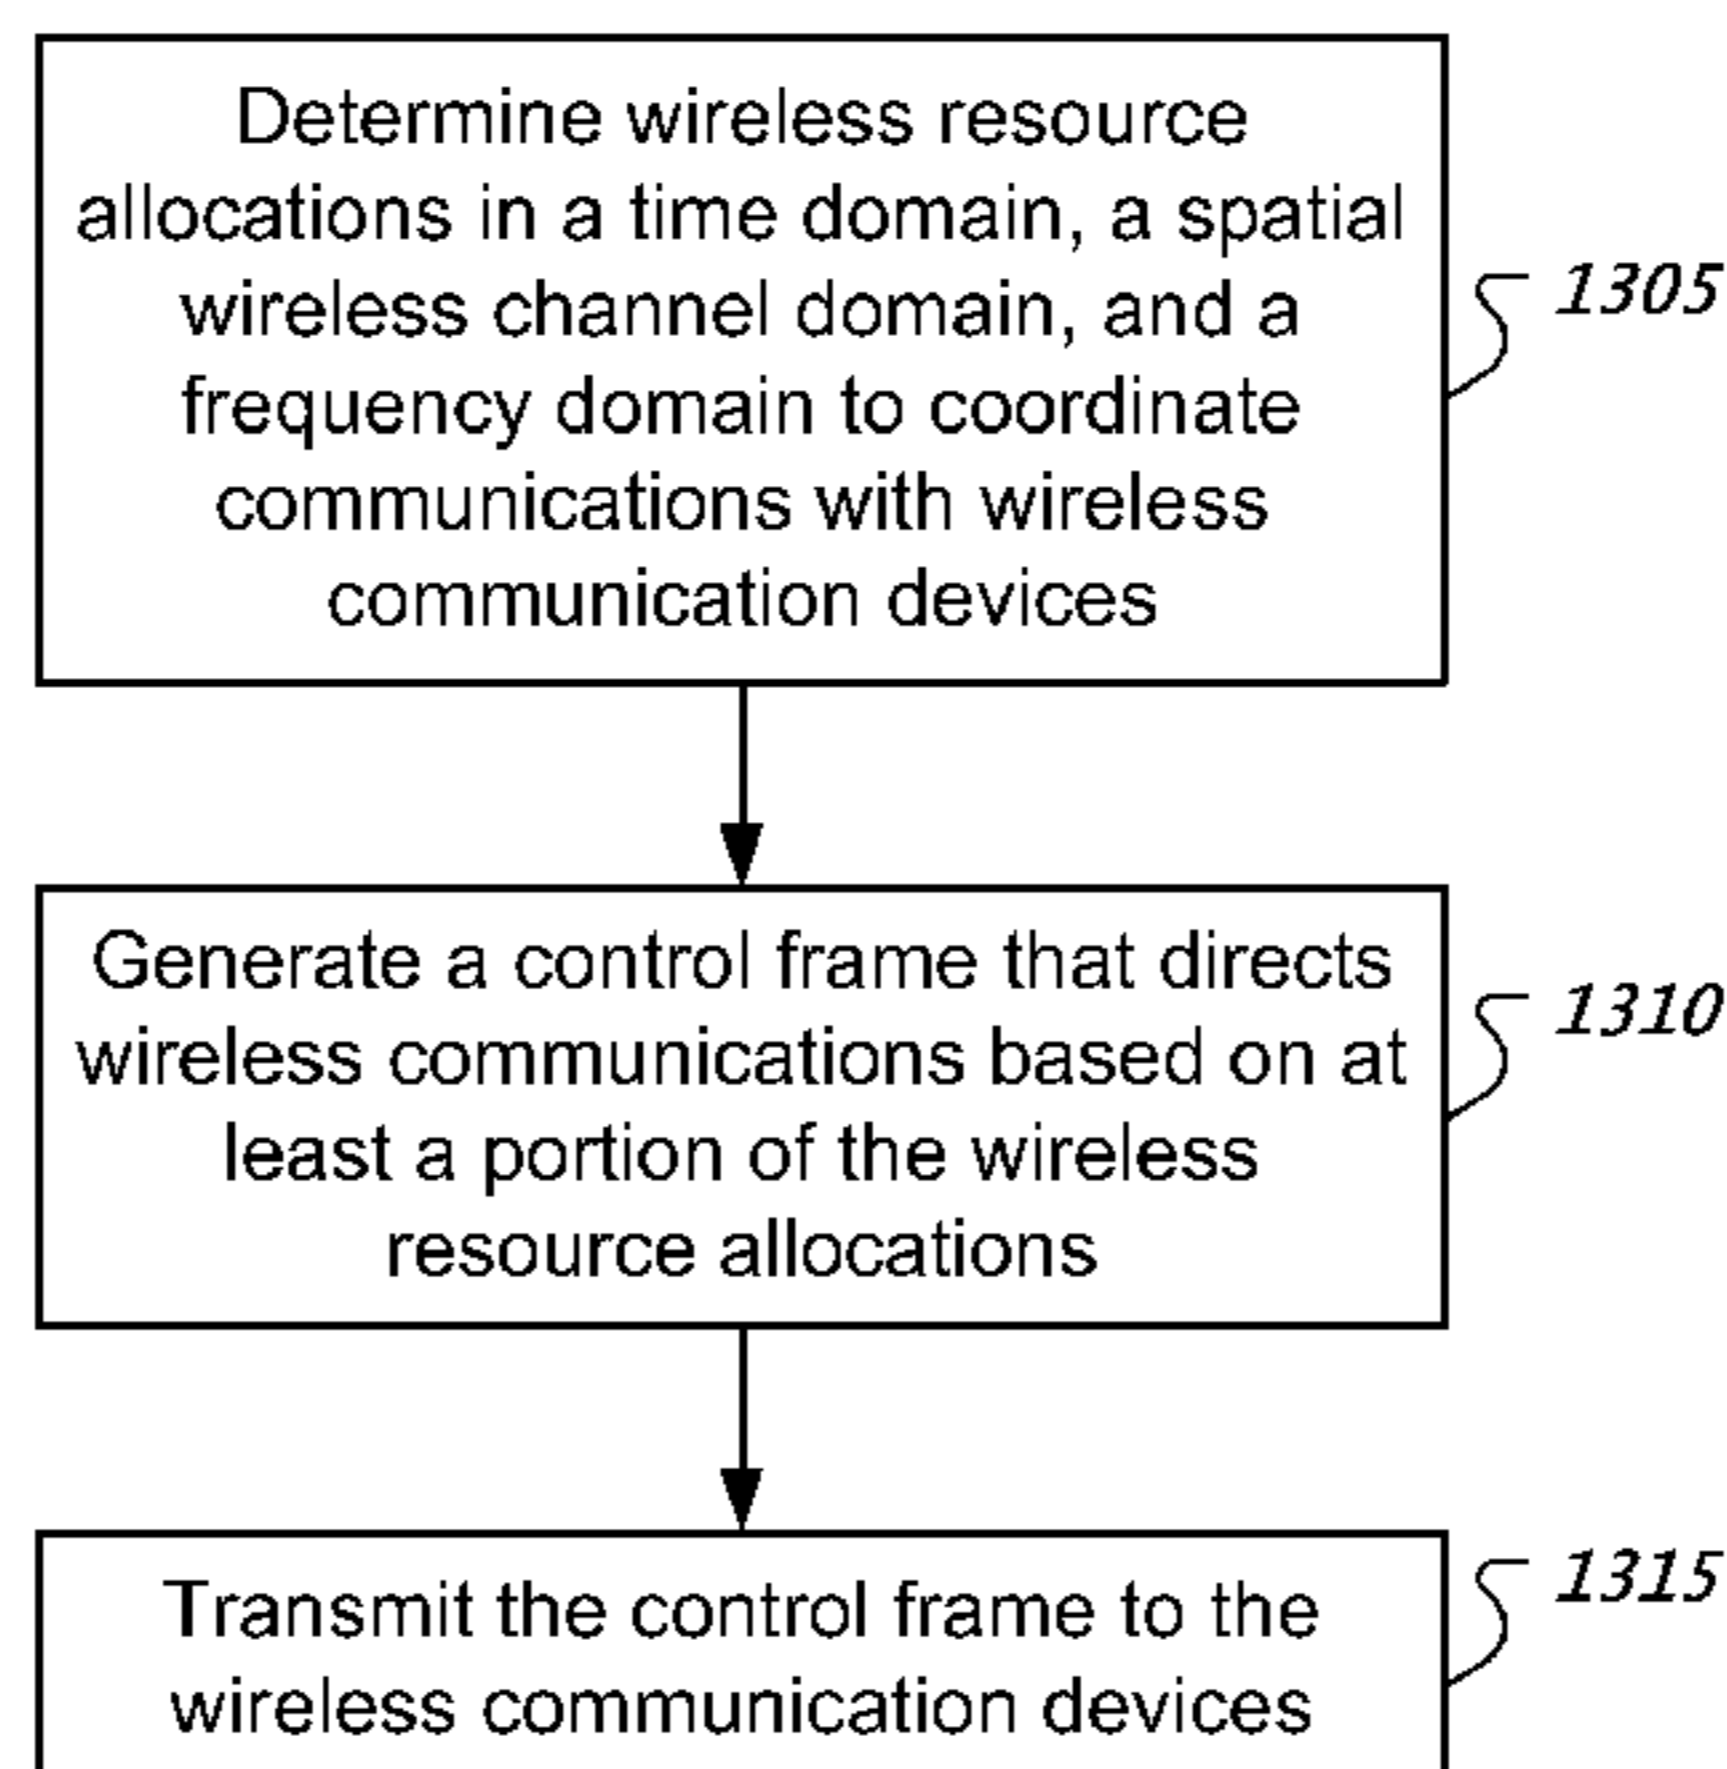 Determine wireless resource
allocations in a time domain, a spatial
wireless channel domain, and a
frequency domain to coordinate
communications with wireless
communication devices
1305
Generate a control frame that directs
wireless communications based on at
least a portion of the wireless
resource allocations
1310
Transmit the control frame to the
wireless communication devices
1315